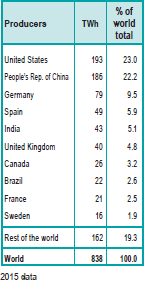 Producers TWh % of world total
United States 193 23.0
People's Rep. of China 186 22.2
Germany 79 9.5
Spain 49 5.9
India 43 5.1
United Kingdom 40 4.8
Canada 26 3.2
Brazil 22 2.6
France 21 2.5
Sweden 16 1.9
Rest of the world 162 19.3
World 838 100.0
2015 data